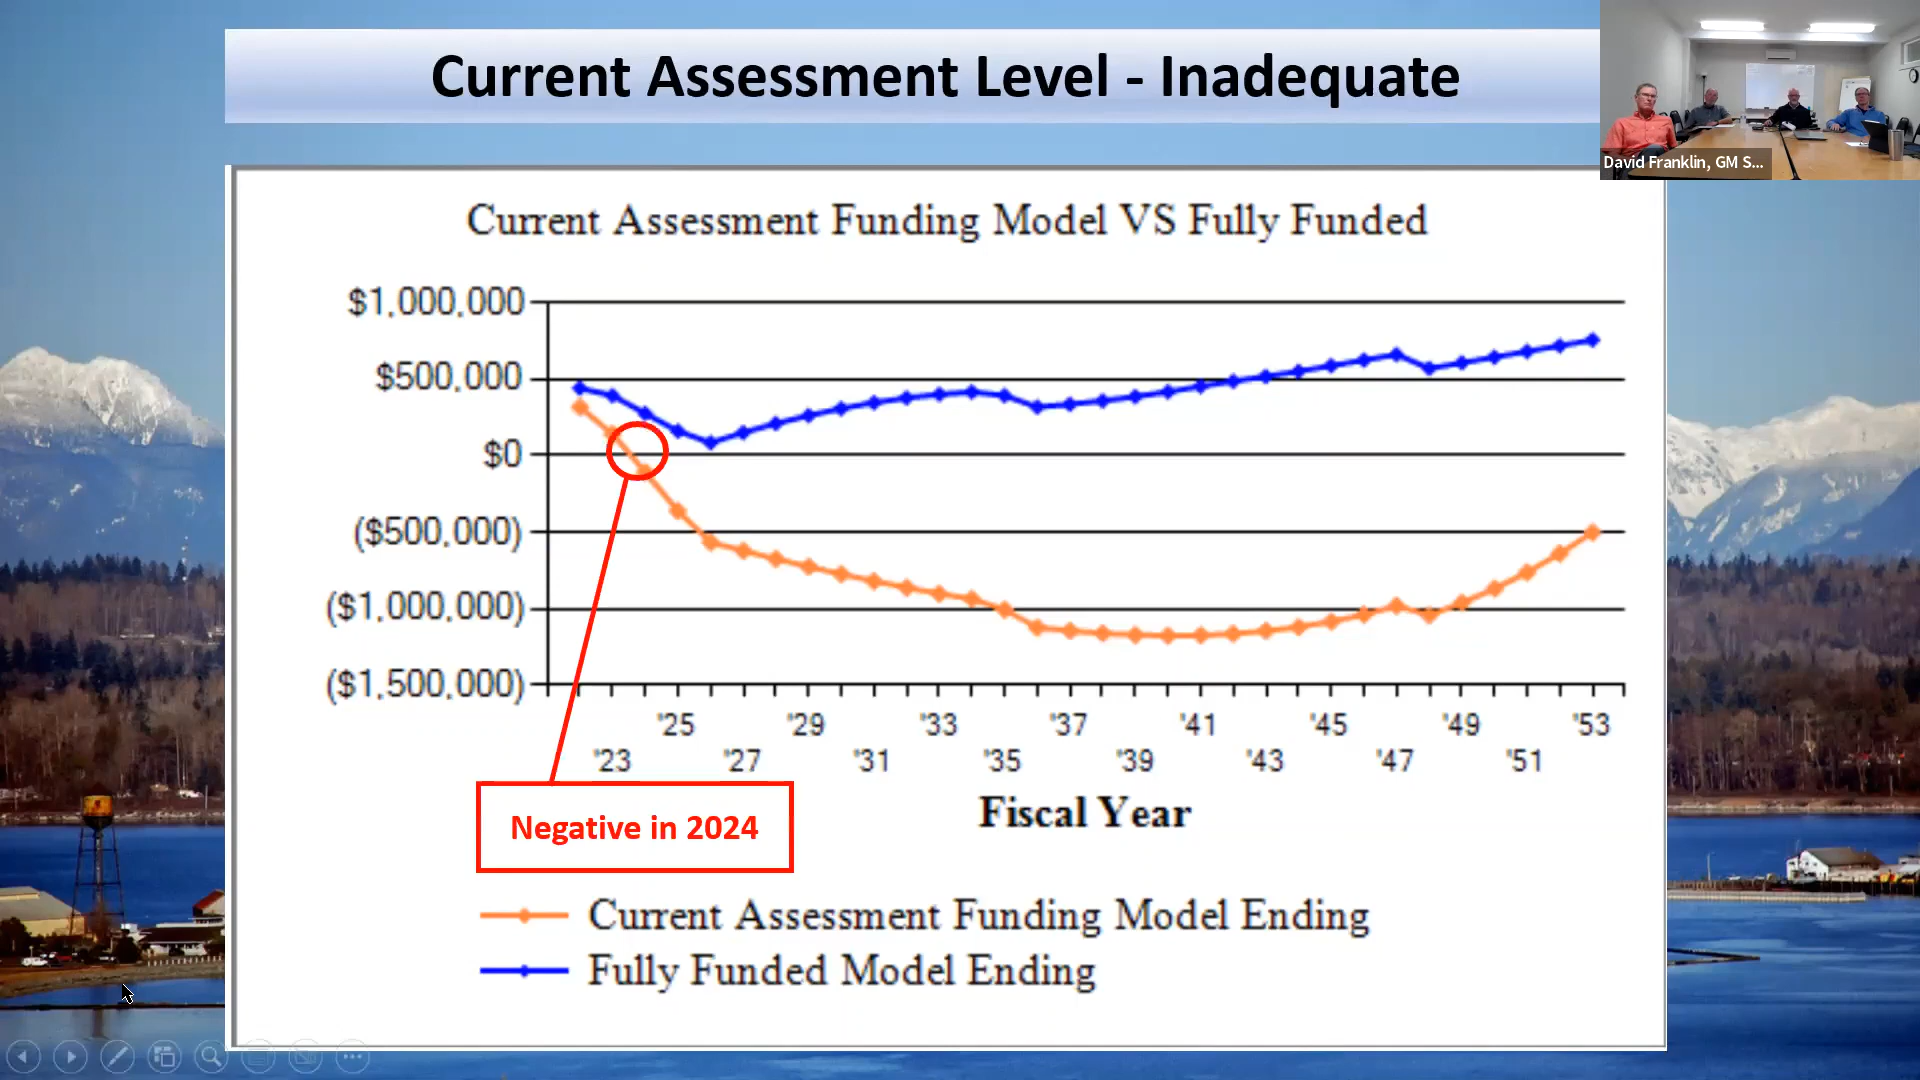 Current Assessment Level - Inadequate
David Franklin, GM S...
Current Assessment Funding Model VS Fully Funded
$1,000,000
$500,000
$0
($500,000)
($1,000,000)
($1,500,000)
'25 '29 '33 '37 '41 '45 '49 '53
'23 '27 '31 '35 '39 '43 '47 '51
Fiscal Year
Negative in 2024
Current Assessment Funding Model Ending
Fully Funded Model Ending